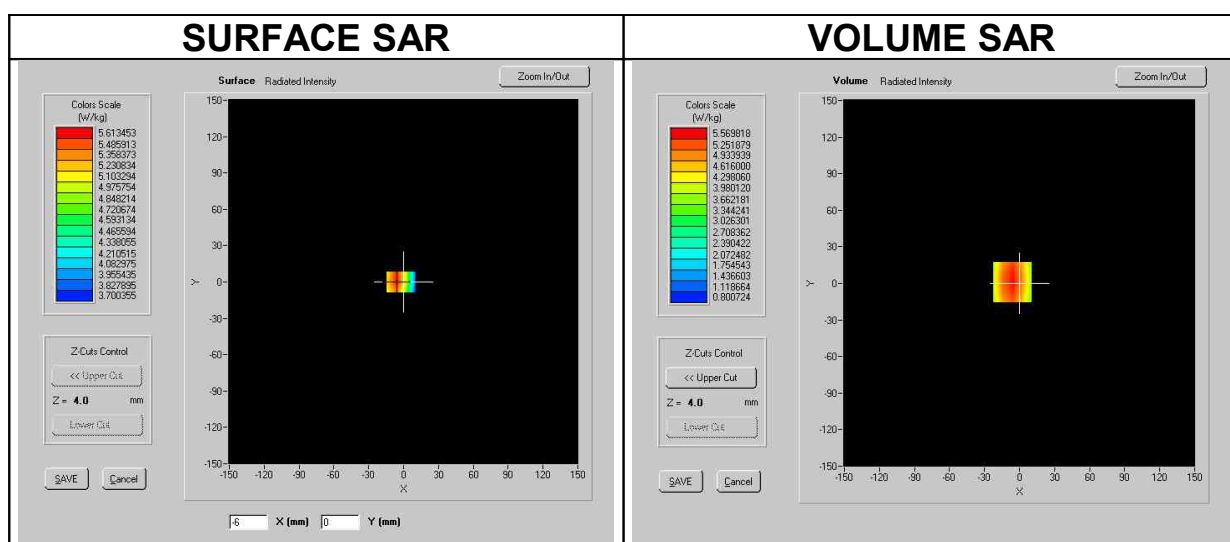 SURFACE SAR
Surface Radiated Intensity
Zoom In/Out
Colors Scale
(W/kg)
5.613453
5.485913
5.358373
5.230834
5.103294
4.975754
4.848214
4.720674
4.593134
4.465594
4.338055
4.210515
4.082975
3.955435
3.827895
3.700355
150
120
90
60
30
Y 0
-30
-60
-90
-120
-150
-150 -120 -90 -60 -30 0 30 60 90 120 150
X
Z-Cuts Control
<< Upper Cut
Z = 4.0 mm
Lower Cut
SAVE Cancel
-6 X (mm) 0 Y (mm)
VOLUME SAR
Volume Radiated Intensity
Zoom In/Out
Colors Scale
(W/kg)
5.569818
5.251879
4.933939
4.616000
4.298060
3.980120
3.662181
3.344241
3.026301
2.708362
2.390422
2.072482
1.754543
1.436603
1.118664
0.800724
150
120
90
60
30
Y 0
-30
-60
-90
-120
-150
-150 -120 -90 -60 -30 0 30 60 90 120 150
X
Z-Cuts Control
<< Upper Cut
Z = 4.0 mm
Lower Cut
SAVE Cancel